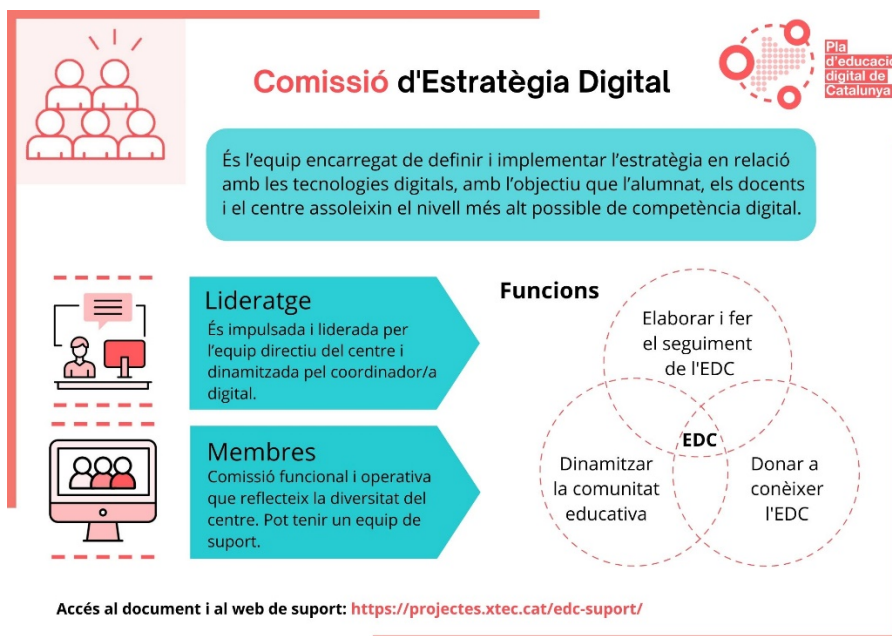 Comissió d'Estratègia Digital
Pla
d'educació
digital de
Catalunya
És l'equip encarregat de definir i implementar l'estratègia en relació
amb les tecnologies digitals, amb l'objectiu que l'alumnat, els docents
i el centre assoleixin el nivell més alt possible de competència digital.
Lideratge
És impulsada i liderada per
l'equip directiu del centre i
dinamitzada pel coordinador/a
digital.
Membres
Comissió funcional i operativa
que reflecteix la diversitat del
centre. Pot tenir un equip de
suport.
Funcions
Elaborar i fer
el seguiment
de l'EDC
EDC
Dinamitzar
la comunitat
educativa
Donar a
conèixer
l'EDC
Accés al document i al web de suport: https://projectes.xtec.cat/edc-suport/